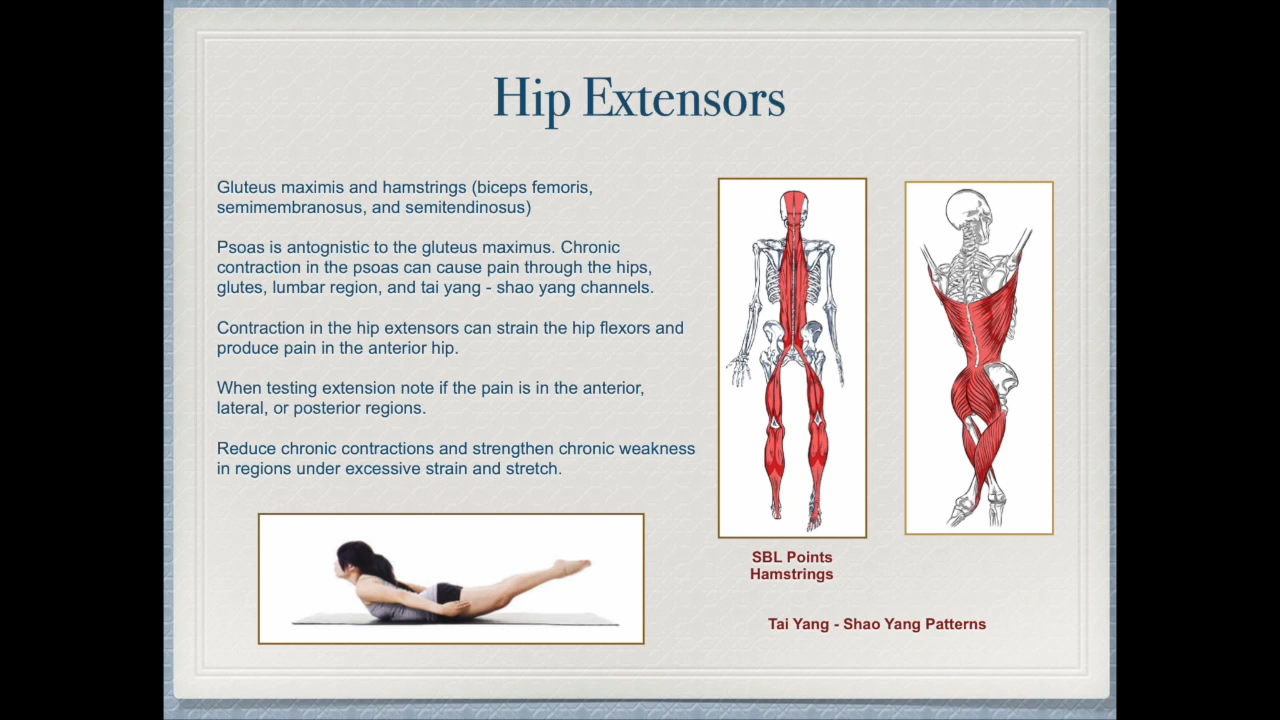 Hip Extensors
Gluteus maximis and hamstrings (biceps femoris,
semimembranosus, and semitendinosus)
Psoas is antognistic to the gluteus maximus. Chronic
contraction in the psoas can cause pain through the hips,
glutes, lumbar region, and tai yang - shao yang channels.
Contraction in the hip extensors can strain the hip flexors and
produce pain in the anterior hip.
When testing extension note if the pain is in the anterior,
lateral, or posterior regions.
Reduce chronic contractions and strengthen chronic weakness
in regions under excessive strain and stretch.
SBL Points
Hamstrings
Tai Yang - Shao Yang Patterns